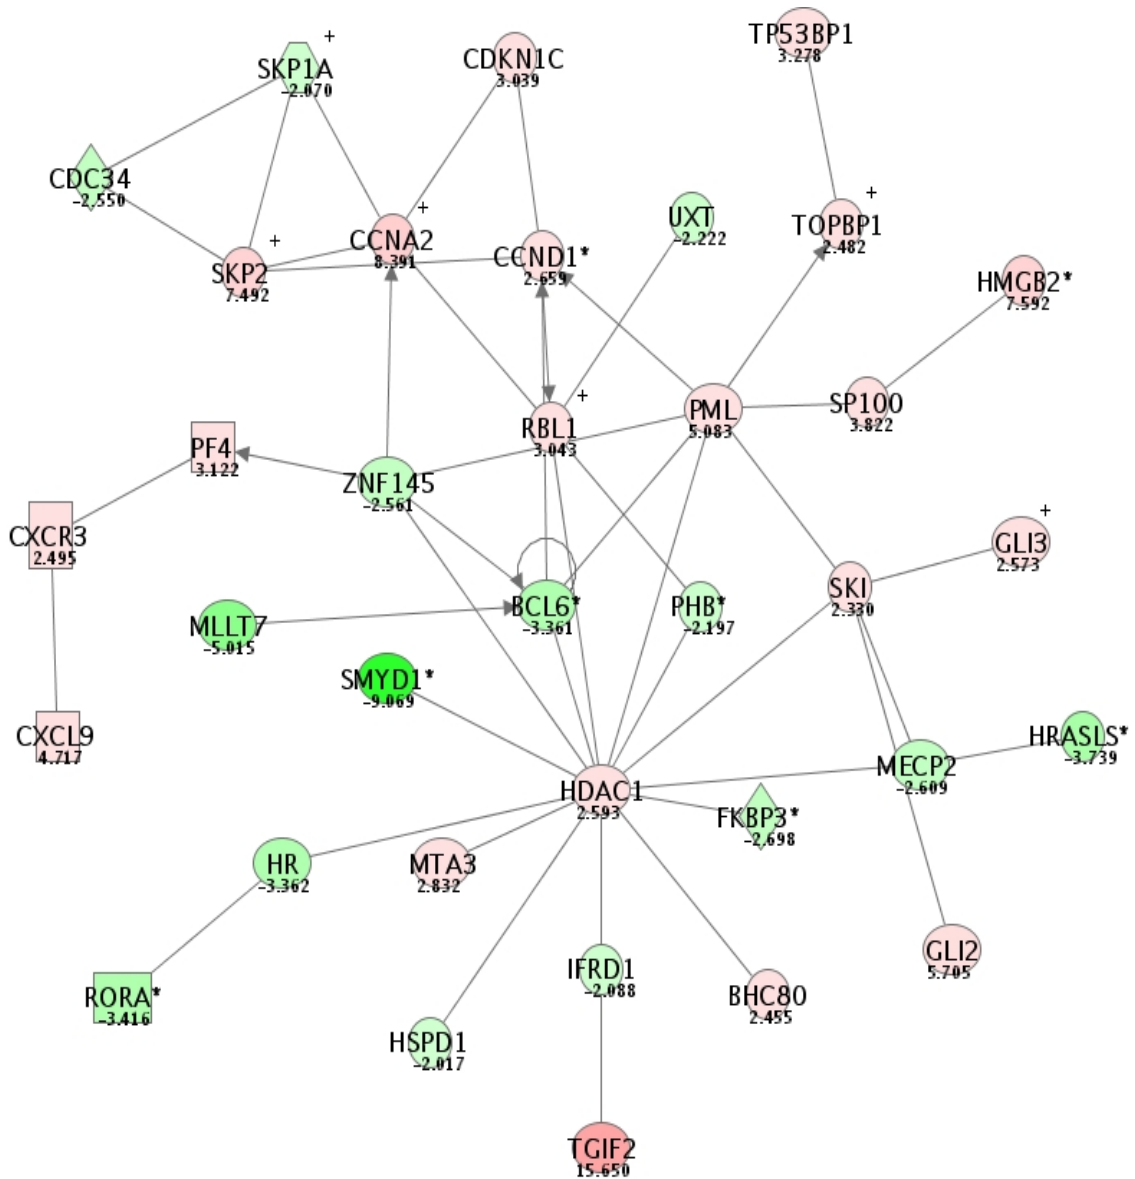 TP53BP1
3.278
+
SKP1A
-2.070
CDKN1C
3.039
CDC34
-2.550
+
CCNA2
8.391
+
SKP2
7.492
CCND1*
2.659
UXT
-2.222
+
TOPBP1
2.482
HMGB2*
7.592
+
RBL1
3.043
PML
5.083
SP100
3.822
PF4
3.122
ZNF145
-2.561
CXCR3
2.495
+
GLI3
2.573
SKI
2.330
BCL6*
-3.361
PHB*
-2.197
MLLT7
-5.015
SMYD1*
-9.069
CXCL9
4.717
HRASLS*
-3.739
MECP2
-2.609
HDAC1
2.593
FKBP3*
-2.698
HR
-3.362
MTA3
2.832
GLI2
5.705
IFRD1
-2.088
RORA*
-3.416
BHC80
2.455
HSPD1
-2.017
TGIF2
15.650